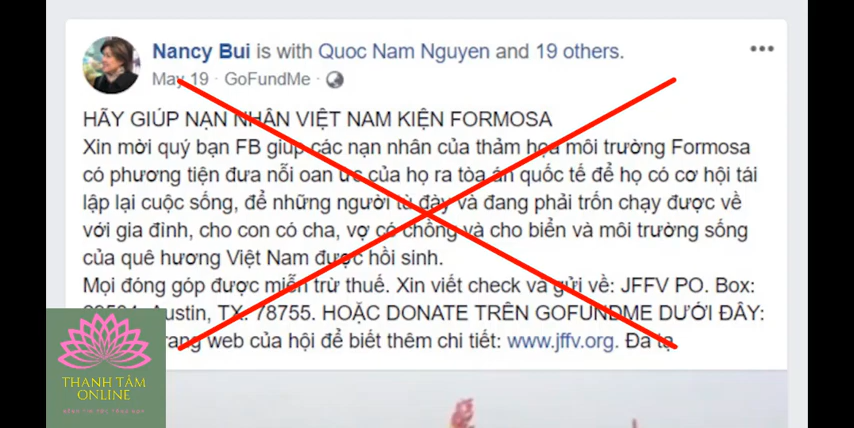 Nancy Bui is with Quoc Nam Nguyen and 19 others.
May 19 · GoFundMe ·
HÃY GIÚP NẠN NHÂN VIỆT NAM KIỆN FORMOSA
Xin mời quý bạn FB giúp các nạn nhân của thảm họa môi trường Formosa
có phương tiện đưa nỗi oan ức của họ ra tòa án quốc tế để họ có cơ hội tái
lập lại cuộc sống, để những người tù đày và đang phải trốn chạy được về
với gia đình, cho con có cha, vợ có chồng và cho biển và môi trường sống
của quê hương Việt Nam được hồi sinh.
Mọi đóng góp được miễn trừ thuế. Xin viết check và gửi về: JFFV PO. Box:
Austin, TX. 78755. HOẶC DONATE TRÊN GOFUNDME DƯỚI ĐÂY:
trang web của hội để biết thêm chi tiết: www.jffv.org. Đa tạ.
THANH TÂM
ONLINE